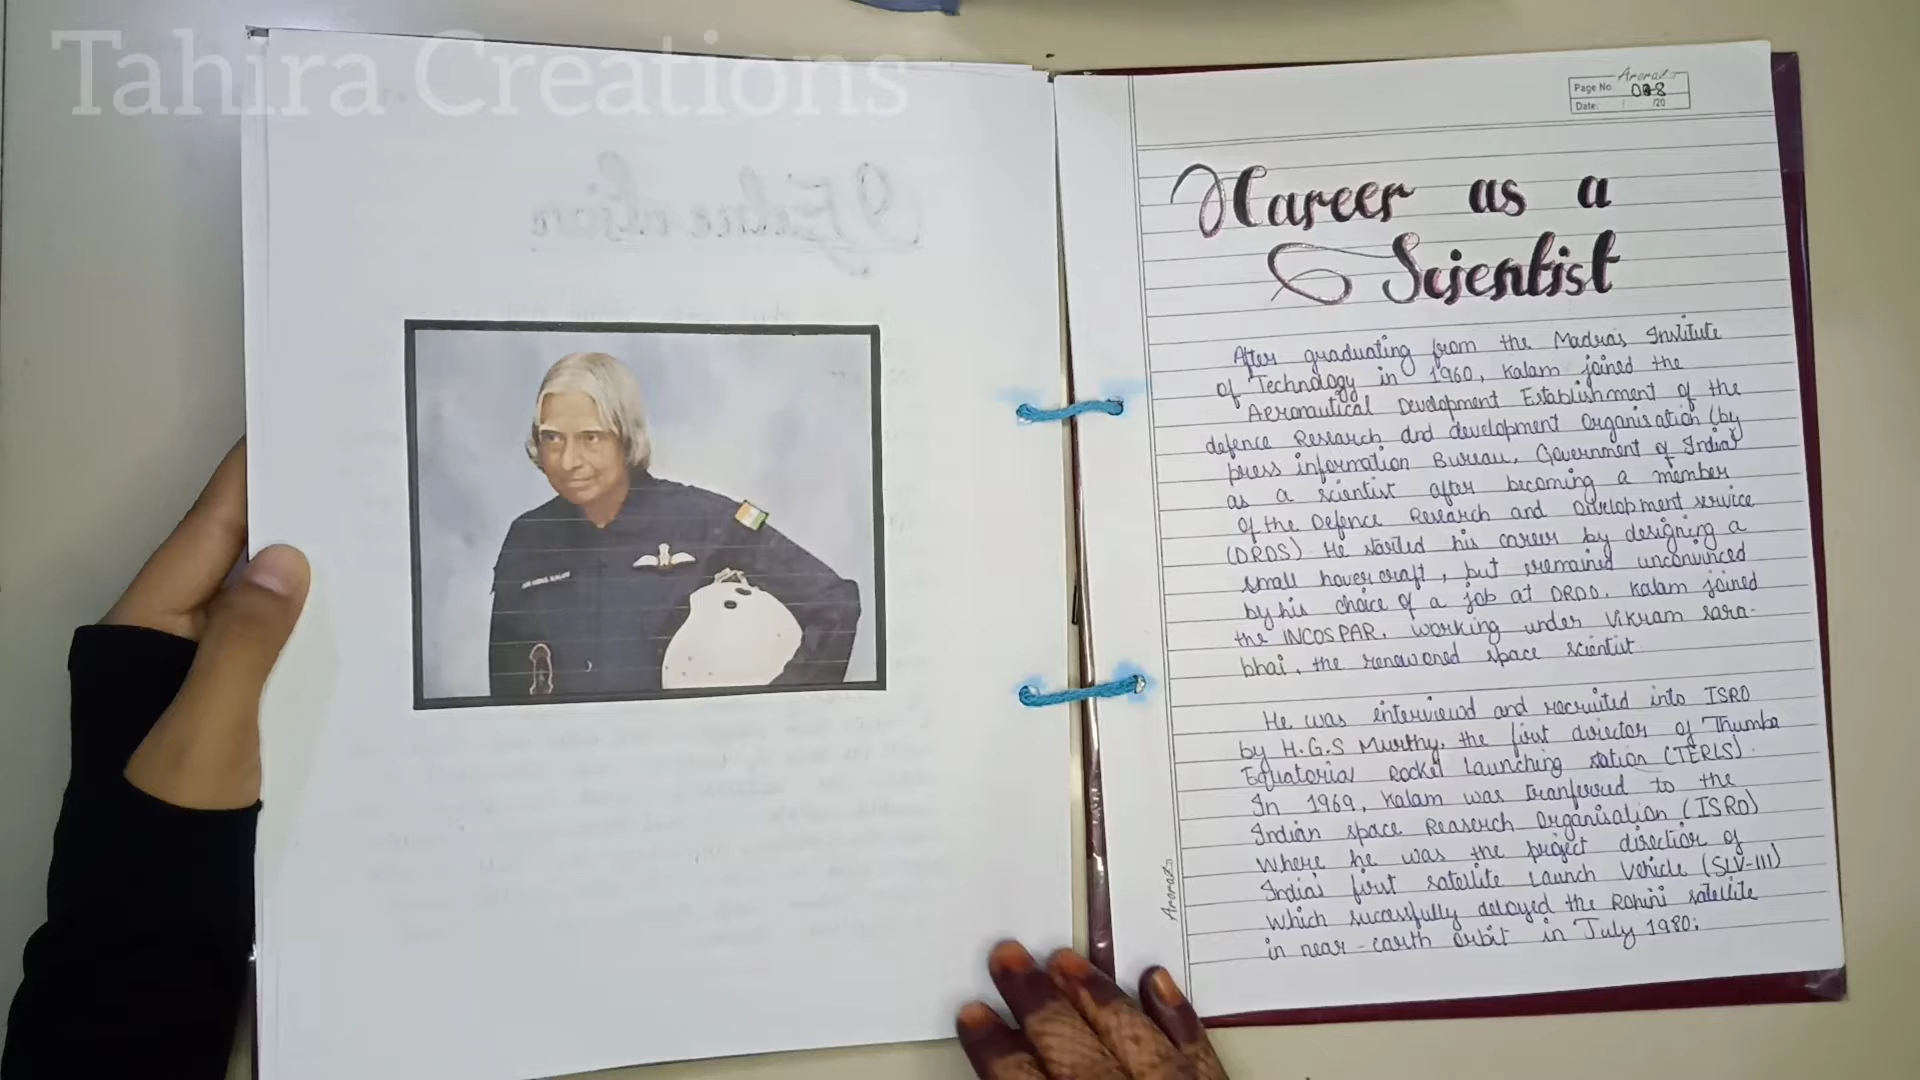 Tahira Creations
Page No. 028
Date: / /20
Career as a
Scientist
After graduating from the Madras Institute
of Technology in 1960, Kalam joined the
Aeronautical Development Establishment of the
defence Research and development Organisation (by
press information Bureau, Government of India)
as a scientist after becoming a member
of the Defence Research and Development service
(DRDS) He started his career by designing a
small hover craft, but remained unconvinced
by his choice of a job at DRDO. Kalam joined
the INCOSPAR, working under Vikram sara-
bhai, the renewoned space scientist
He was interviewd and recruited into ISRO
by H.G.S Murthy, the first director of Thumba
Equatorial Rocket Launching station (TERLS).
In 1969, Kalam was tranferred to the
Indian space Reaserch Organisation (ISRO)
Where he was the project director of
India's first satellite Launch Vehicle (SLV-III)
Which successfully deloyed the Rohini satellite
in near-earth orbit in July 1980;